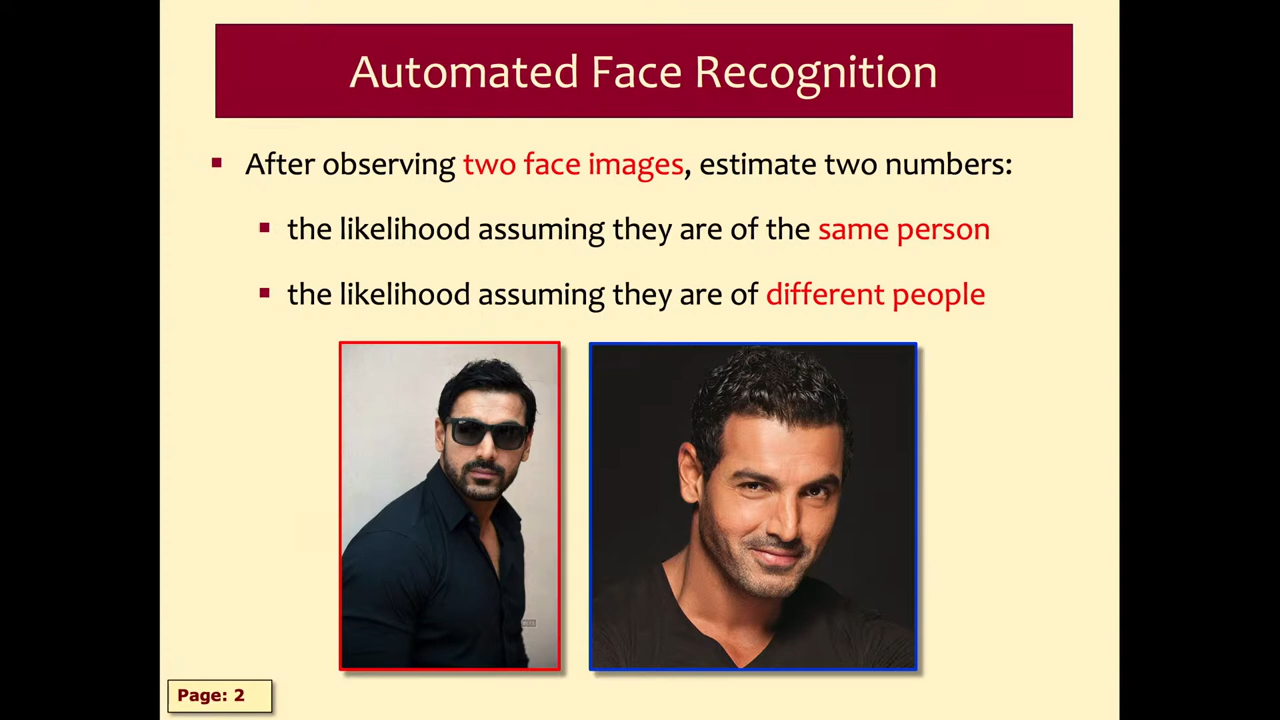 Automated Face Recognition
After observing two face images, estimate two numbers:
the likelihood assuming they are of the same person
the likelihood assuming they are of different people
Page: 2